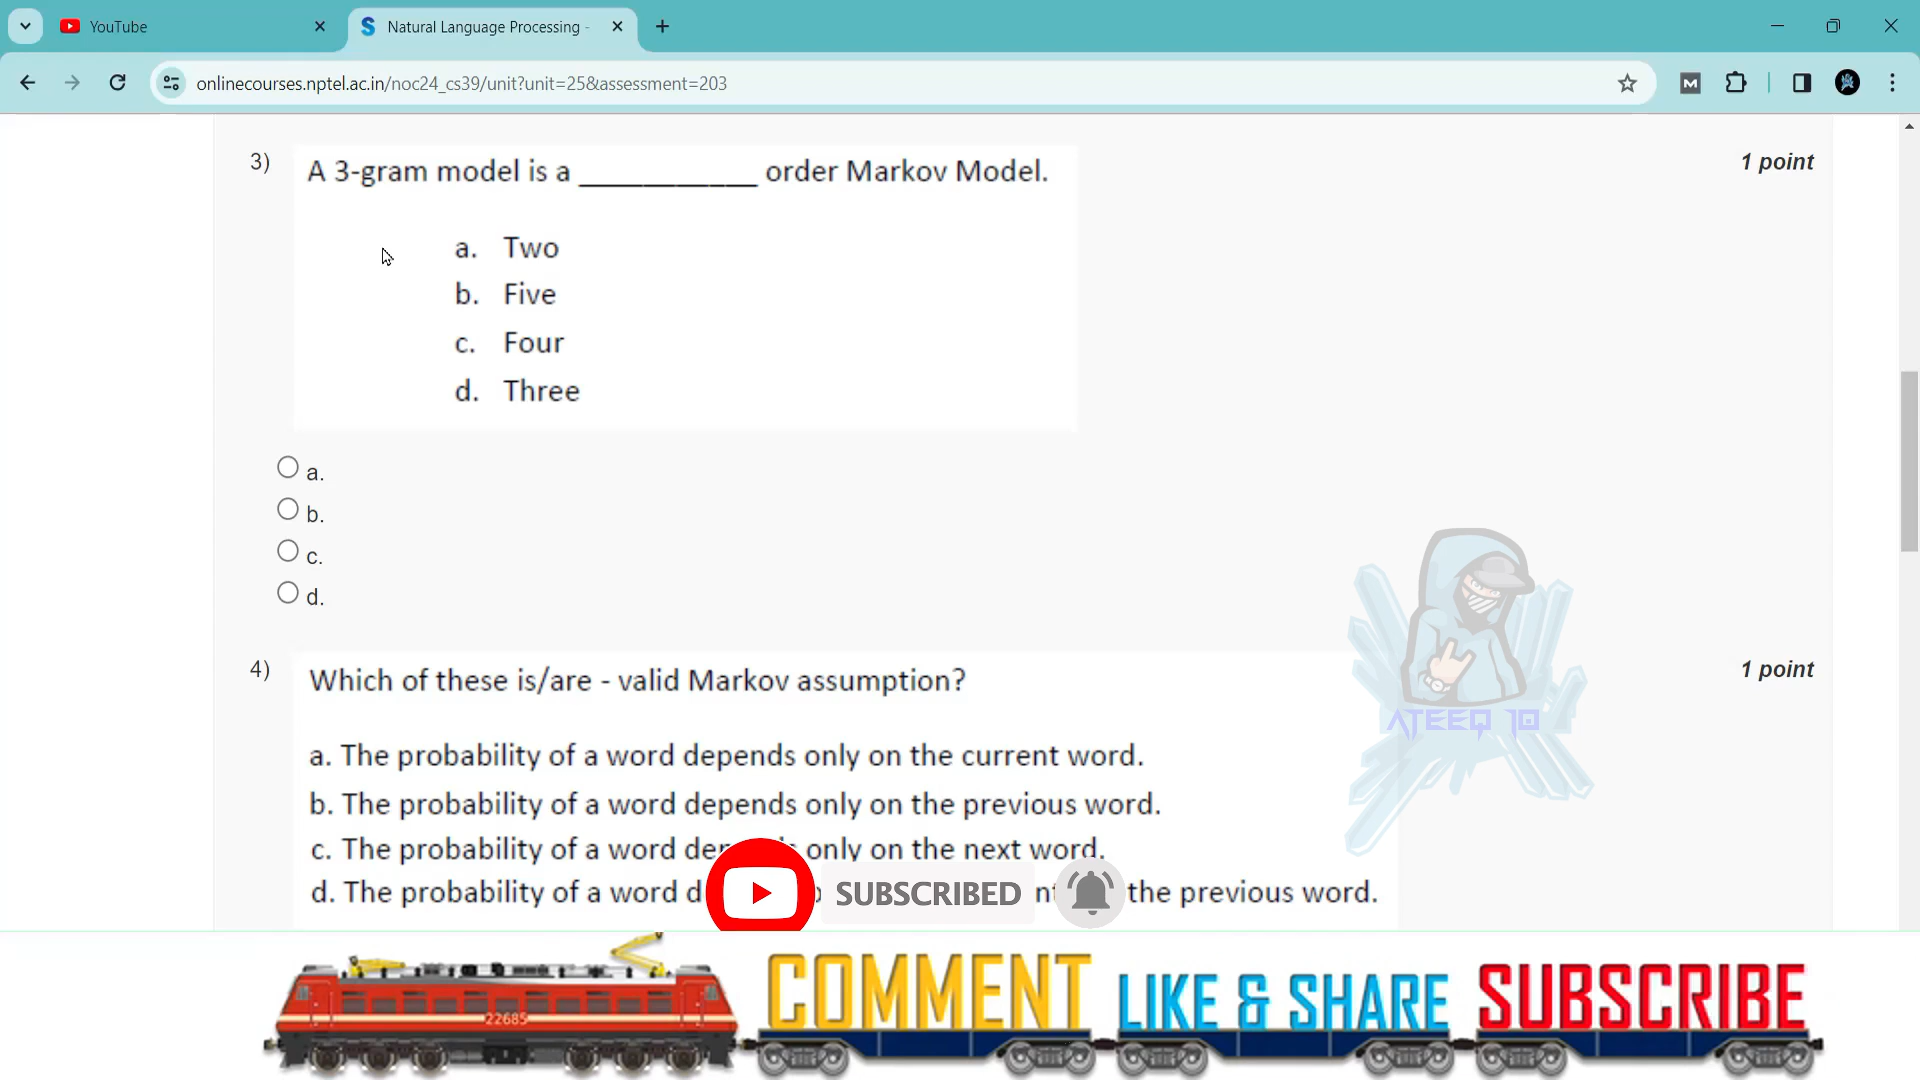 YouTube
Natural Language Processing -
onlinecourses.nptel.ac.in/noc24_cs39/unit?unit=25&assessment=203
M
3)
A 3-gram model is a ____________ order Markov Model.
1 point
a. Two
b. Five
c. Four
d. Three
a.
b.
c.
d.
4)
Which of these is/are - valid Markov assumption?
1 point
ATEEQ 10
a. The probability of a word depends only on the current word.
b. The probability of a word depends only on the previous word.
c. The probability of a word only on the next word.
d. The probability of a word the previous word.
SUBSCRIBED
22685
COMMENT LIKE & SHARE SUBSCRIBE